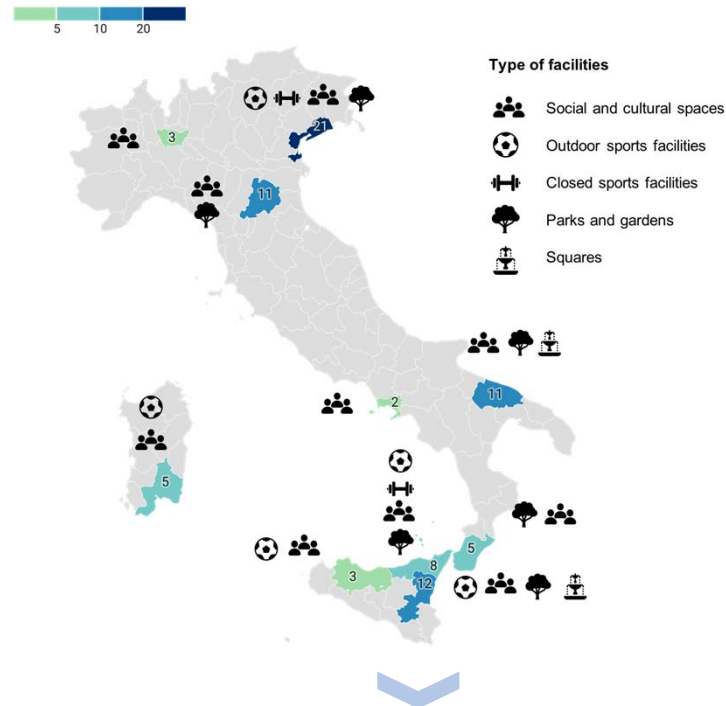 5 10 20
Type of facilities
Social and cultural spaces
Outdoor sports facilities
Closed sports facilities
Parks and gardens
Squares
21
3
11
11
2
5
5
8
3
12